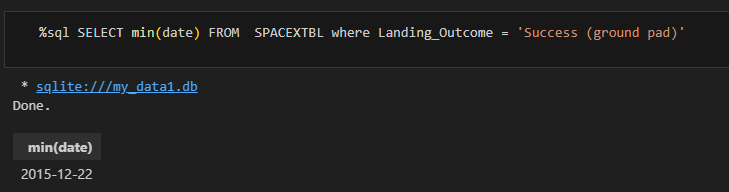 %sql SELECT min(date) FROM  SPACEXTBL where Landing_Outcome = 'Success (ground pad)'
* sqlite:///my_data1.db
Done.
min(date)
2015-12-22